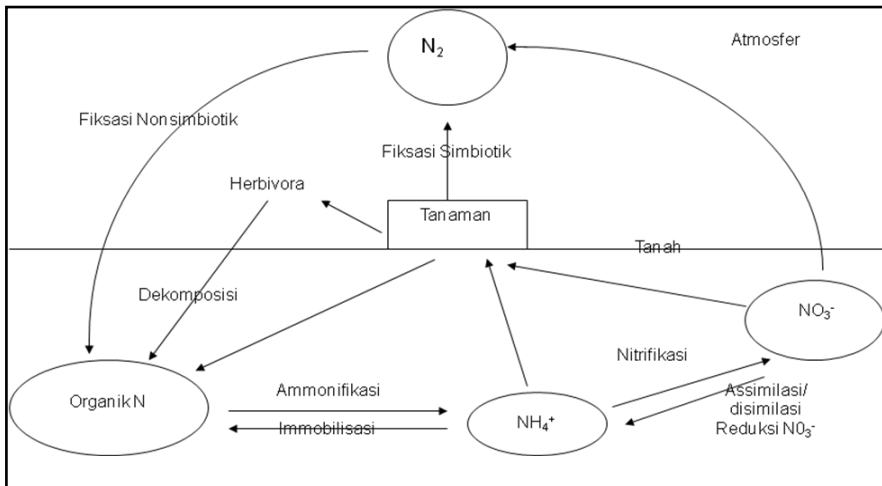 N₂
Atmosfer
Fiksasi Nonsimbiotik
Fiksasi Simbiotik
Herbivora
Tanaman
Tanah
Dekomposisi
NO₃⁻
Nitrifikasi
Organik N
Ammonifikasi
Immobilisasi
NH₄⁺
Assimilasi/
disimilasi
Reduksi N0₃⁻